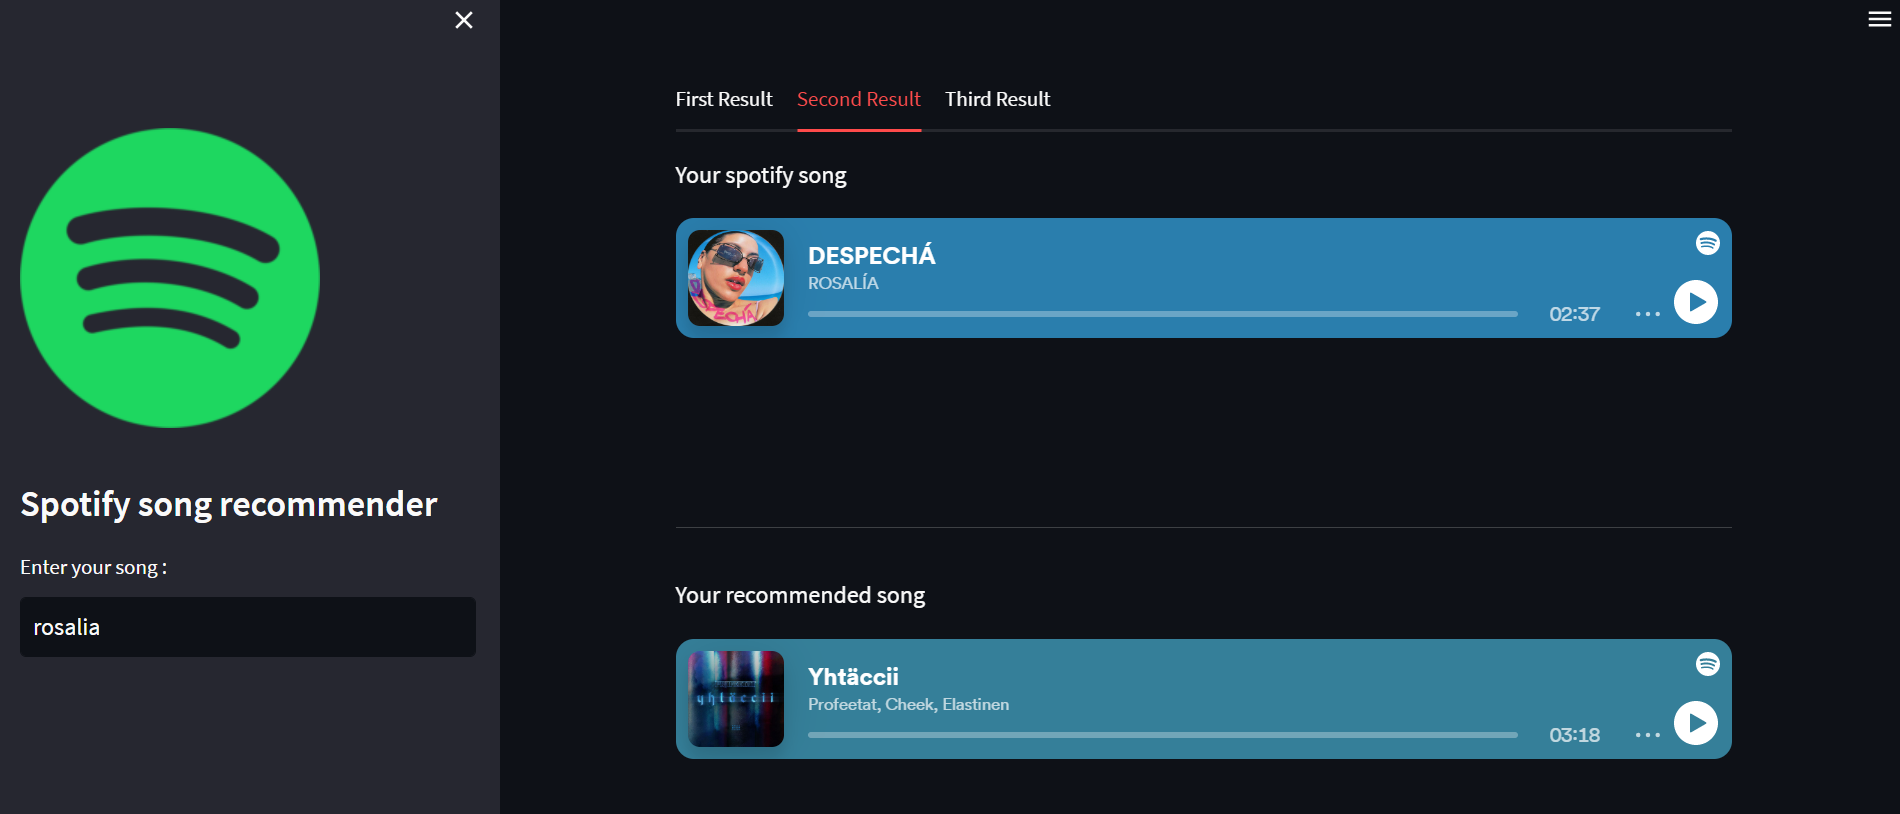 Spotify song recommender
Enter your song :
rosalia
First Result Second Result Third Result
Your spotify song
DESPECHÁ
ROSALÍA
02:37
Your recommended song
yhtäccii
Yhtäccii
Profeetat, Cheek, Elastinen
03:18